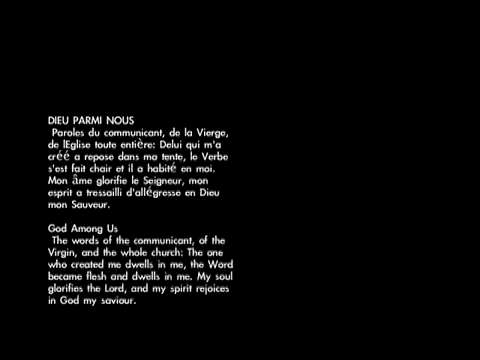 DIEU PARMI NOUS
Paroles du communicant, de la Vierge,
de lEglise toute entière: Delui qui m'a
créé a repose dans ma tente, le Verbe
s'est fait chair et il a habité en moi.
Mon âme glorifie le Seigneur, mon
esprit a tressailli d'allégresse en Dieu
mon Sauveur.
God Among Us
The words of the communicant, of the
Virgin, and the whole church: The one
who created me dwells in me, the Word
became flesh and dwells in me. My soul
glorifies the Lord, and my spirit rejoices
in God my saviour.